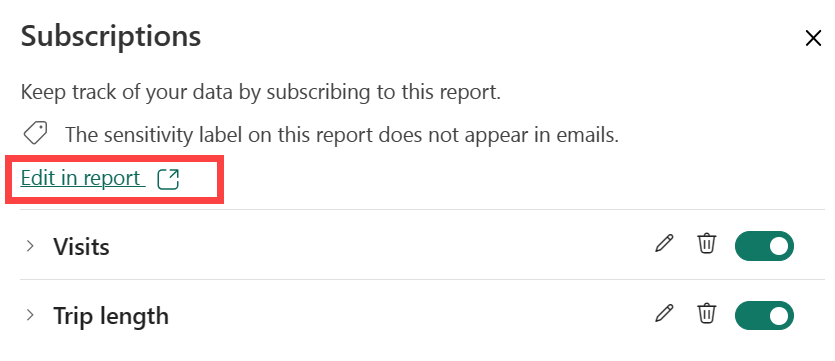 Subscriptions
Keep track of your data by subscribing to this report.
The sensitivity label on this report does not appear in emails.
Edit in report
Visits
Trip length